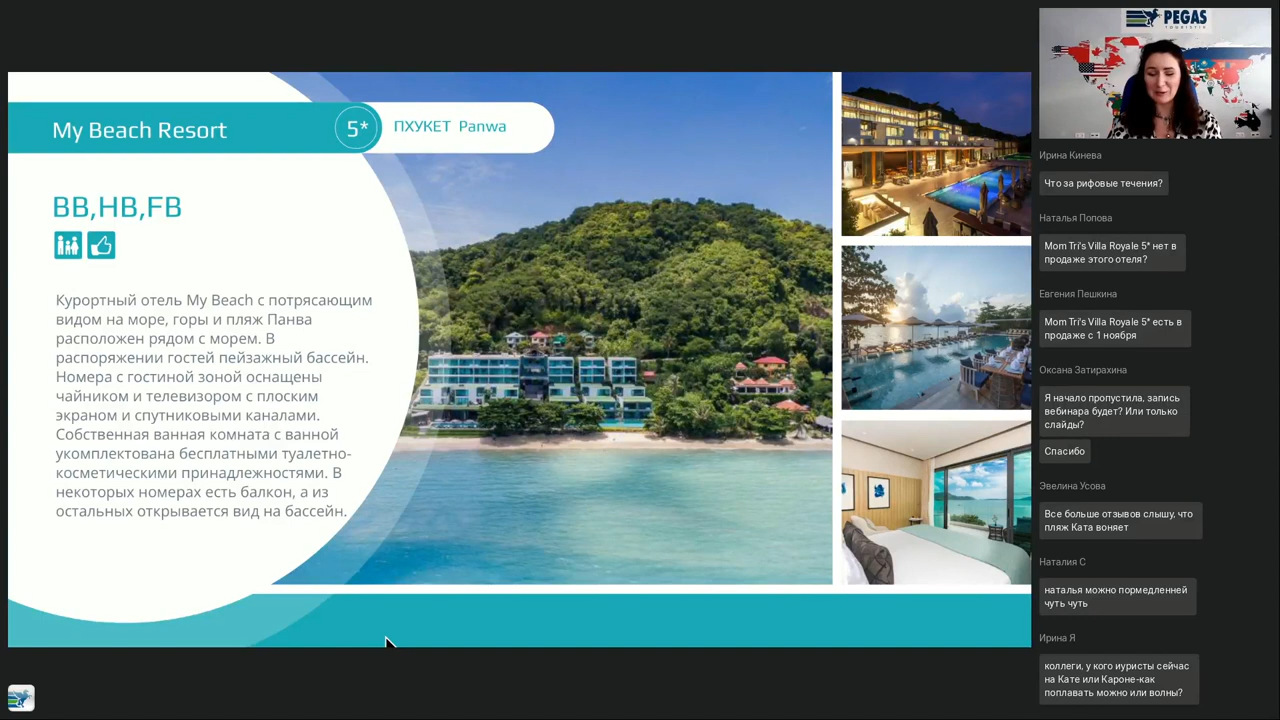 My Beach Resort
5*
ПХУКЕТ Panwa
BB,HB,FB
Курортный отель My Beach с потрясающим
видом на море, горы и пляж Панва
расположен рядом с морем. В
распоряжении гостей пейзажный бассейн.
Номера с гостиной зоной оснащены
чайником и телевизором с плоским
экраном и спутниковыми каналами.
Собственная ванная комната с ванной
укомплектована бесплатными туалетно-
косметическими принадлежностями. В
некоторых номерах есть балкон, а из
остальных открывается вид на бассейн.
PEGAS
TOURISTIK
Ирина Кинева
Что за рифовые течения?
Наталья Попова
Mom Tri's Villa Royale 5* нет в
продаже этого отеля?
Евгения Пешкина
Mom Tri's Villa Royale 5* есть в
продаже с 1 ноября
Оксана Затирахина
Я начало пропустила, запись
вебинара будет? Или только
слайды?
Спасибо
Эвелина Усова
Все больше отзывов слышу, что
пляж Ката воняет
Наталия С
наталья можно пормедленней
чуть чуть
Ирина Я
коллеги, у кого иуристы сейчас
на Кате или Кароне-как
поплавать можно или волны?